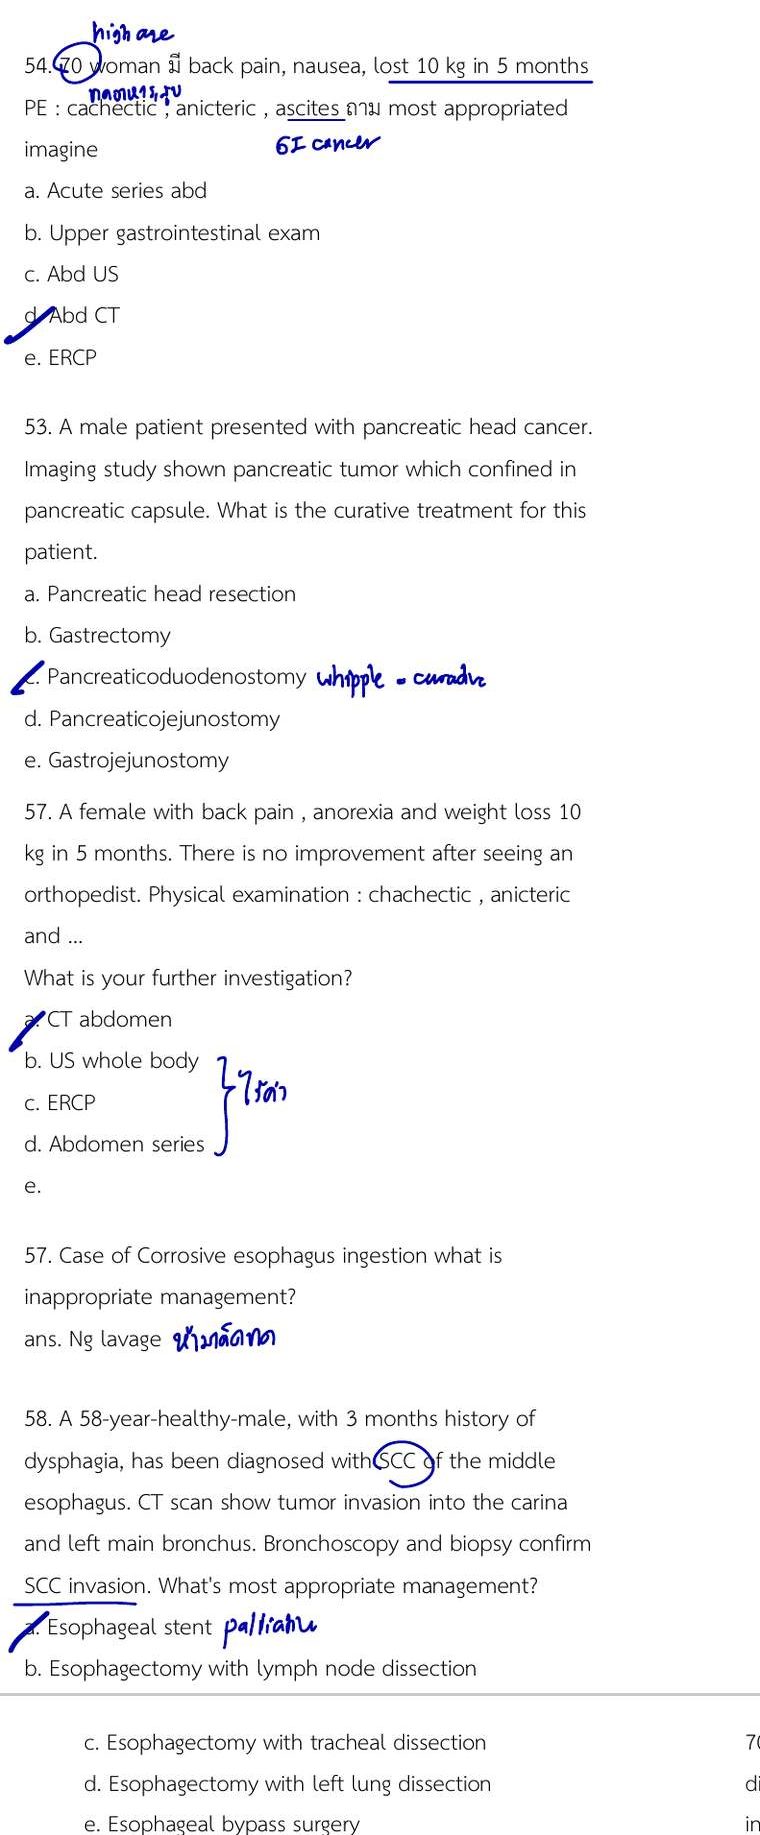 high age
54. 70 woman มี back pain, nausea, lost 10 kg in 5 months
PE : cachectic , anicteric , ascites ถาม most appropriated
imagine
GI cancer
a. Acute series abd
b. Upper gastrointestinal exam
c. Abd US
d. Abd CT
e. ERCP
53. A male patient presented with pancreatic head cancer.
Imaging study shown pancreatic tumor which confined in
pancreatic capsule. What is the curative treatment for this
patient.
a. Pancreatic head resection
b. Gastrectomy
c. Pancreaticoduodenostomy whipple - curative
d. Pancreaticojejunostomy
e. Gastrojejunostomy
57. A female with back pain , anorexia and weight loss 10
kg in 5 months. There is no improvement after seeing an
orthopedist. Physical examination : chachectic , anicteric
and ...
What is your further investigation?
a. CT abdomen
b. US whole body
c. ERCP
d. Abdomen series
e.
57. Case of Corrosive esophagus ingestion what is
inappropriate management?
ans. Ng lavage ห้ามเด็ดขาด
58. A 58-year-healthy-male, with 3 months history of
dysphagia, has been diagnosed with SCC of the middle
esophagus. CT scan show tumor invasion into the carina
and left main bronchus. Bronchoscopy and biopsy confirm
SCC invasion. What's most appropriate management?
a. Esophageal stent palliative
b. Esophagectomy with lymph node dissection
c. Esophagectomy with tracheal dissection
d. Esophagectomy with left lung dissection
e. Esophageal bypass surgery